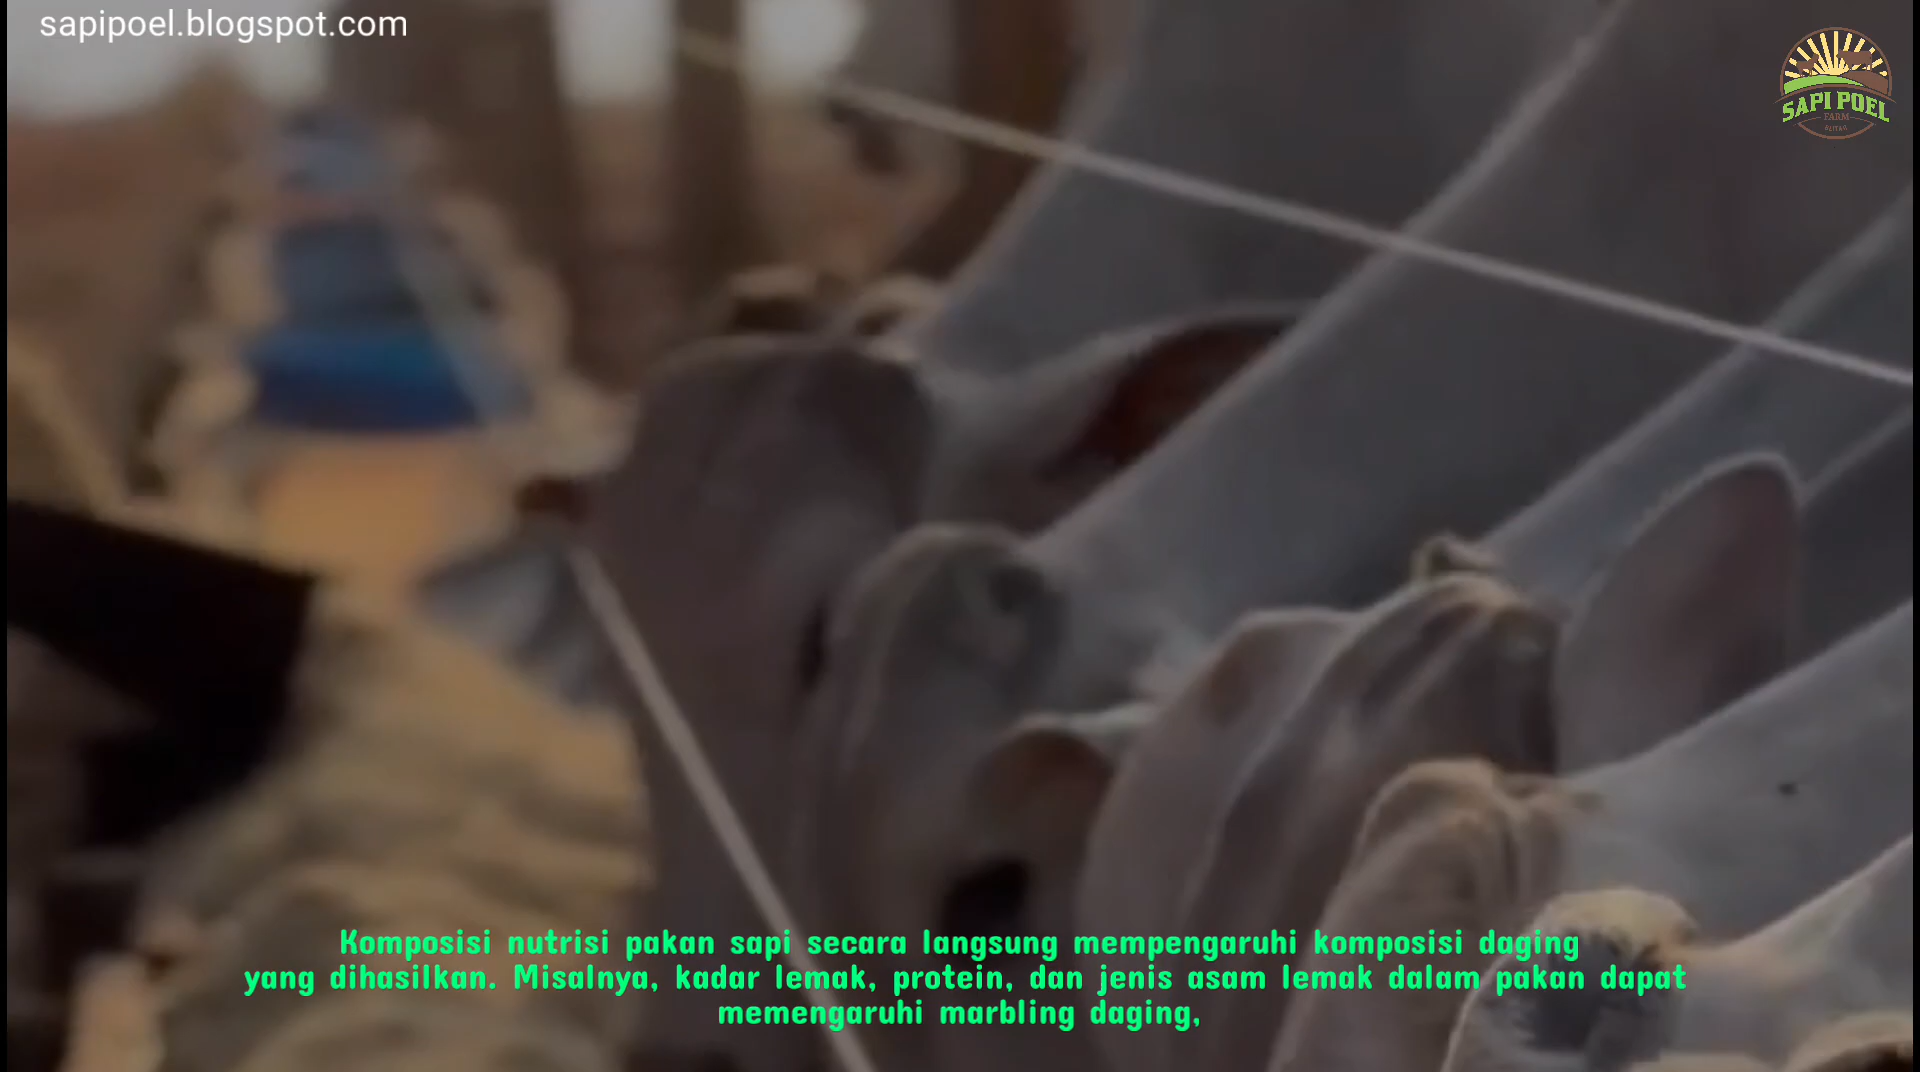 sapipoel.blogspot.com
SAPI POEL
FARM
BLITAR
Komposisi nutrisi pakan sapi secara langsung mempengaruhi komposisi daging
yang dihasilkan. Misalnya, kadar lemak, protein, dan jenis asam lemak dalam pakan dapat
memengaruhi marbling daging,